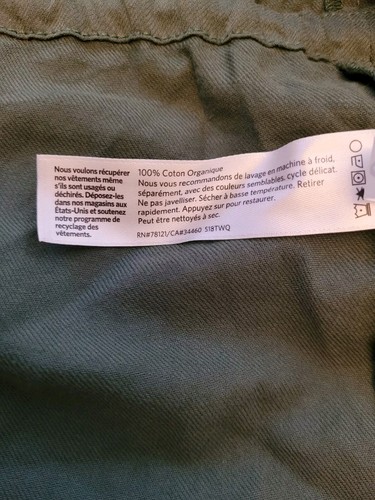 Nous voulons récupérer
nos vêtements même
s'ils sont usagés ou
déchirés. Déposez-les
dans nos magasins aux
États-Unis et soutenez
notre programme de
recyclage des
vêtements.
100% Coton Organique
Nous vous recommandons de lavage en machine à froid,
séparément, avec des couleurs semblables, cycle délicat.
Ne pas javelliser. Sécher à basse température. Retirer
rapidement. Appuyez sur pour restaurer.
Peut être nettoyés à sec.
RN#78121/CA#34460 S18TWQ